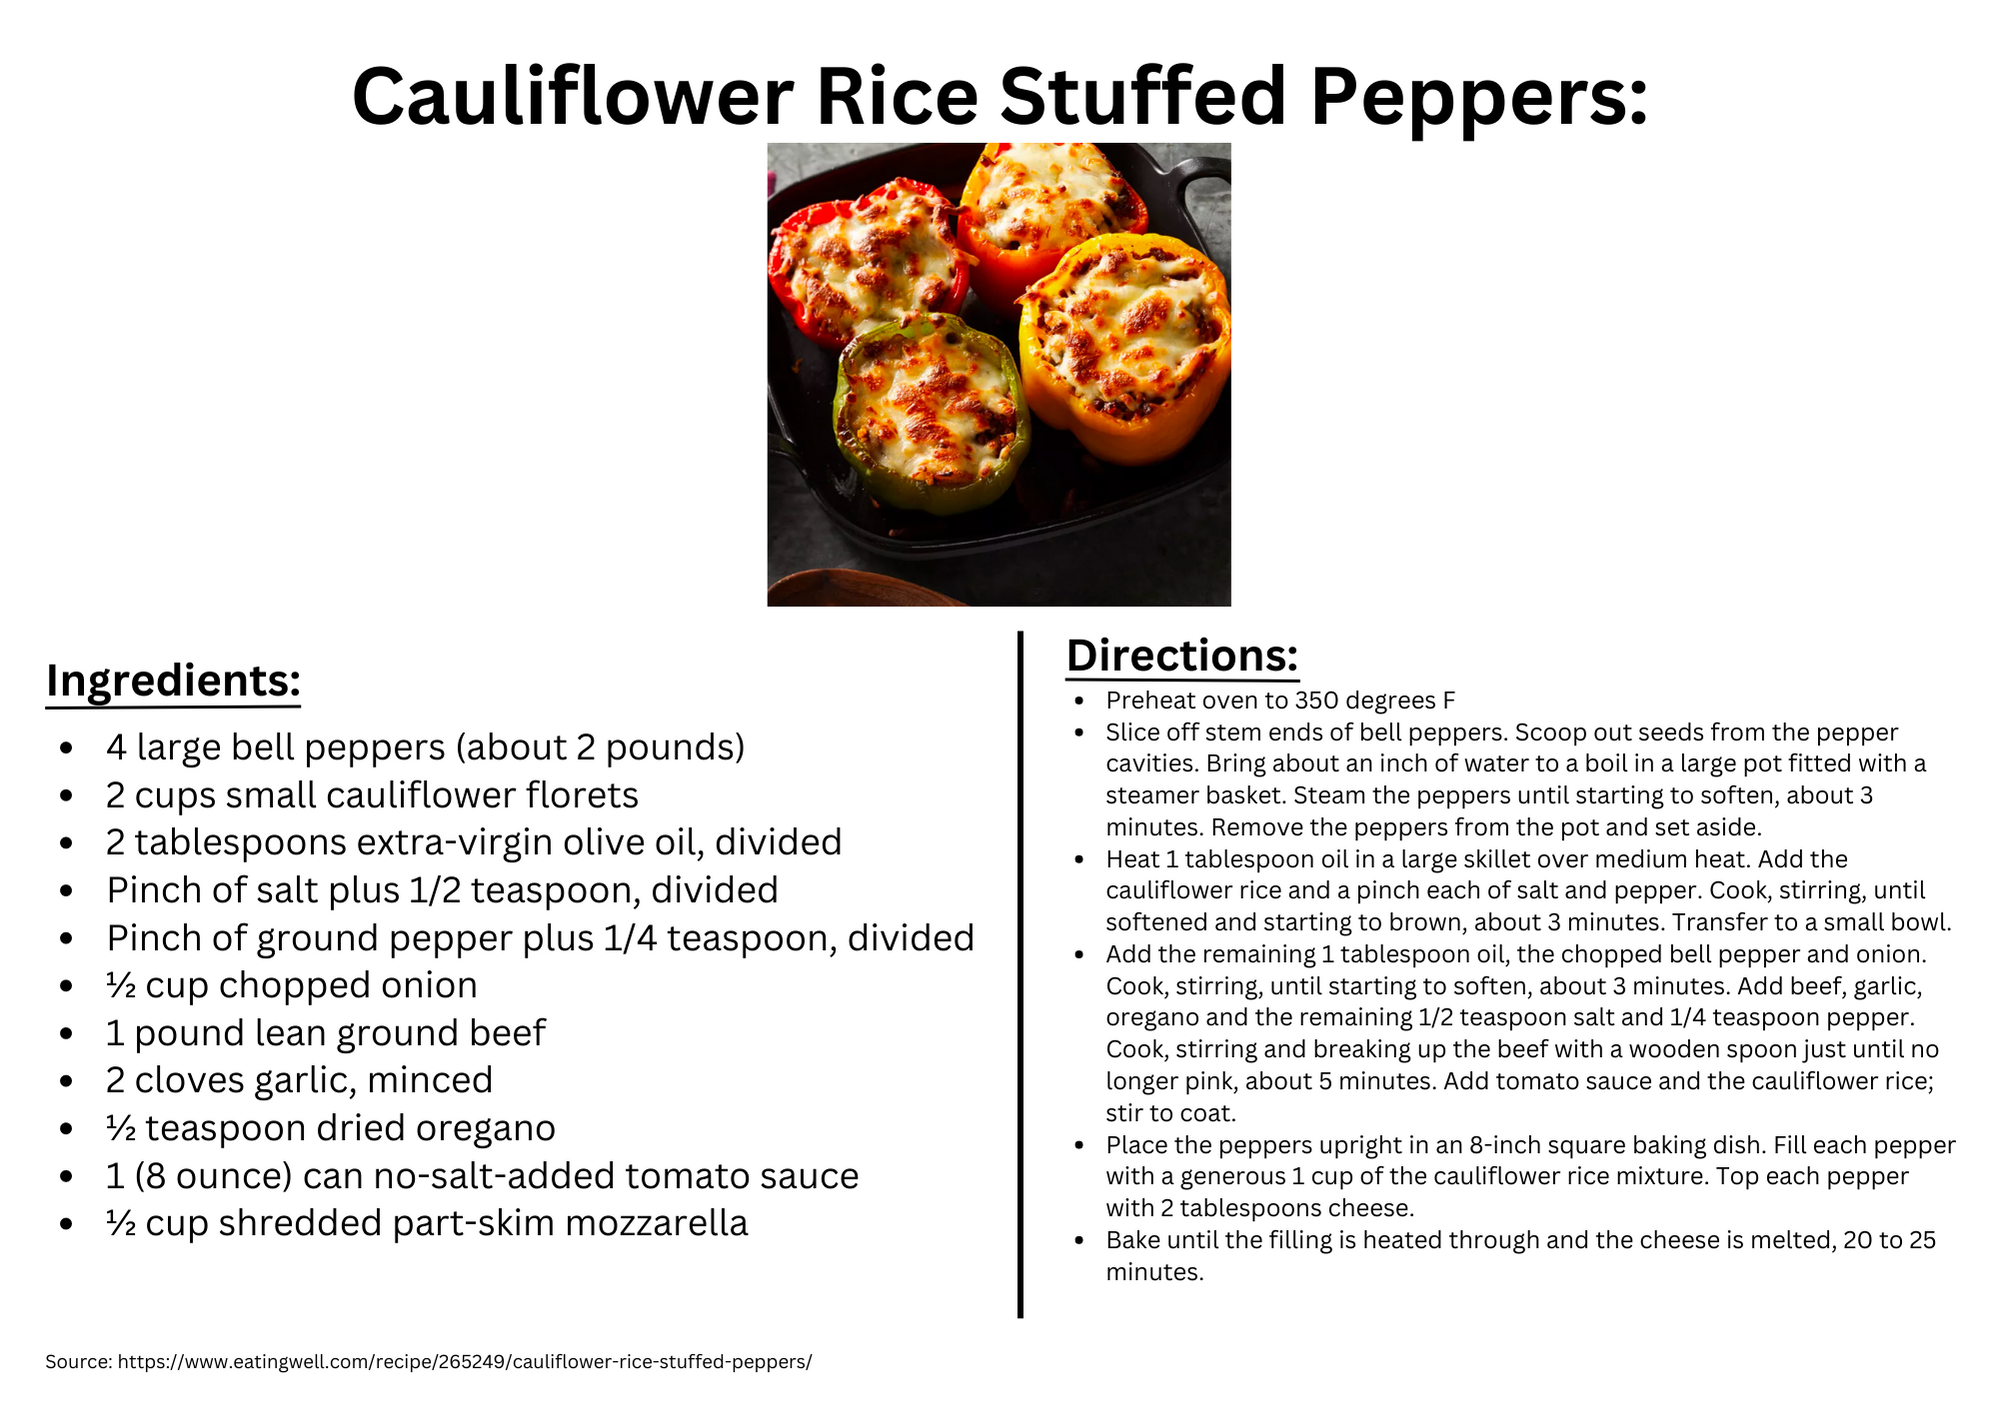 Cauliflower Rice Stuffed Peppers:
Ingredients:
• 4 large bell peppers (about 2 pounds)
• 2 cups small cauliflower florets
• 2 tablespoons extra-virgin olive oil, divided
• Pinch of salt plus 1/2 teaspoon, divided
• Pinch of ground pepper plus 1/4 teaspoon, divided
• ½ cup chopped onion
• 1 pound lean ground beef
• 2 cloves garlic, minced
• ½ teaspoon dried oregano
• 1 (8 ounce) can no-salt-added tomato sauce
• ½ cup shredded part-skim mozzarella
Directions:
• Preheat oven to 350 degrees F
• Slice off stem ends of bell peppers. Scoop out seeds from the pepper
cavities. Bring about an inch of water to a boil in a large pot fitted with a
steamer basket. Steam the peppers until starting to soften, about 3
minutes. Remove the peppers from the pot and set aside.
• Heat 1 tablespoon oil in a large skillet over medium heat. Add the
cauliflower rice and a pinch each of salt and pepper. Cook, stirring, until
softened and starting to brown, about 3 minutes. Transfer to a small bowl.
• Add the remaining 1 tablespoon oil, the chopped bell pepper and onion.
Cook, stirring, until starting to soften, about 3 minutes. Add beef, garlic,
oregano and the remaining 1/2 teaspoon salt and 1/4 teaspoon pepper.
Cook, stirring and breaking up the beef with a wooden spoon just until no
longer pink, about 5 minutes. Add tomato sauce and the cauliflower rice;
stir to coat.
• Place the peppers upright in an 8-inch square baking dish. Fill each pepper
with a generous 1 cup of the cauliflower rice mixture. Top each pepper
with 2 tablespoons cheese.
• Bake until the filling is heated through and the cheese is melted, 20 to 25
minutes.
Source: https://www.eatingwell.com/recipe/265249/cauliflower-rice-stuffed-peppers/